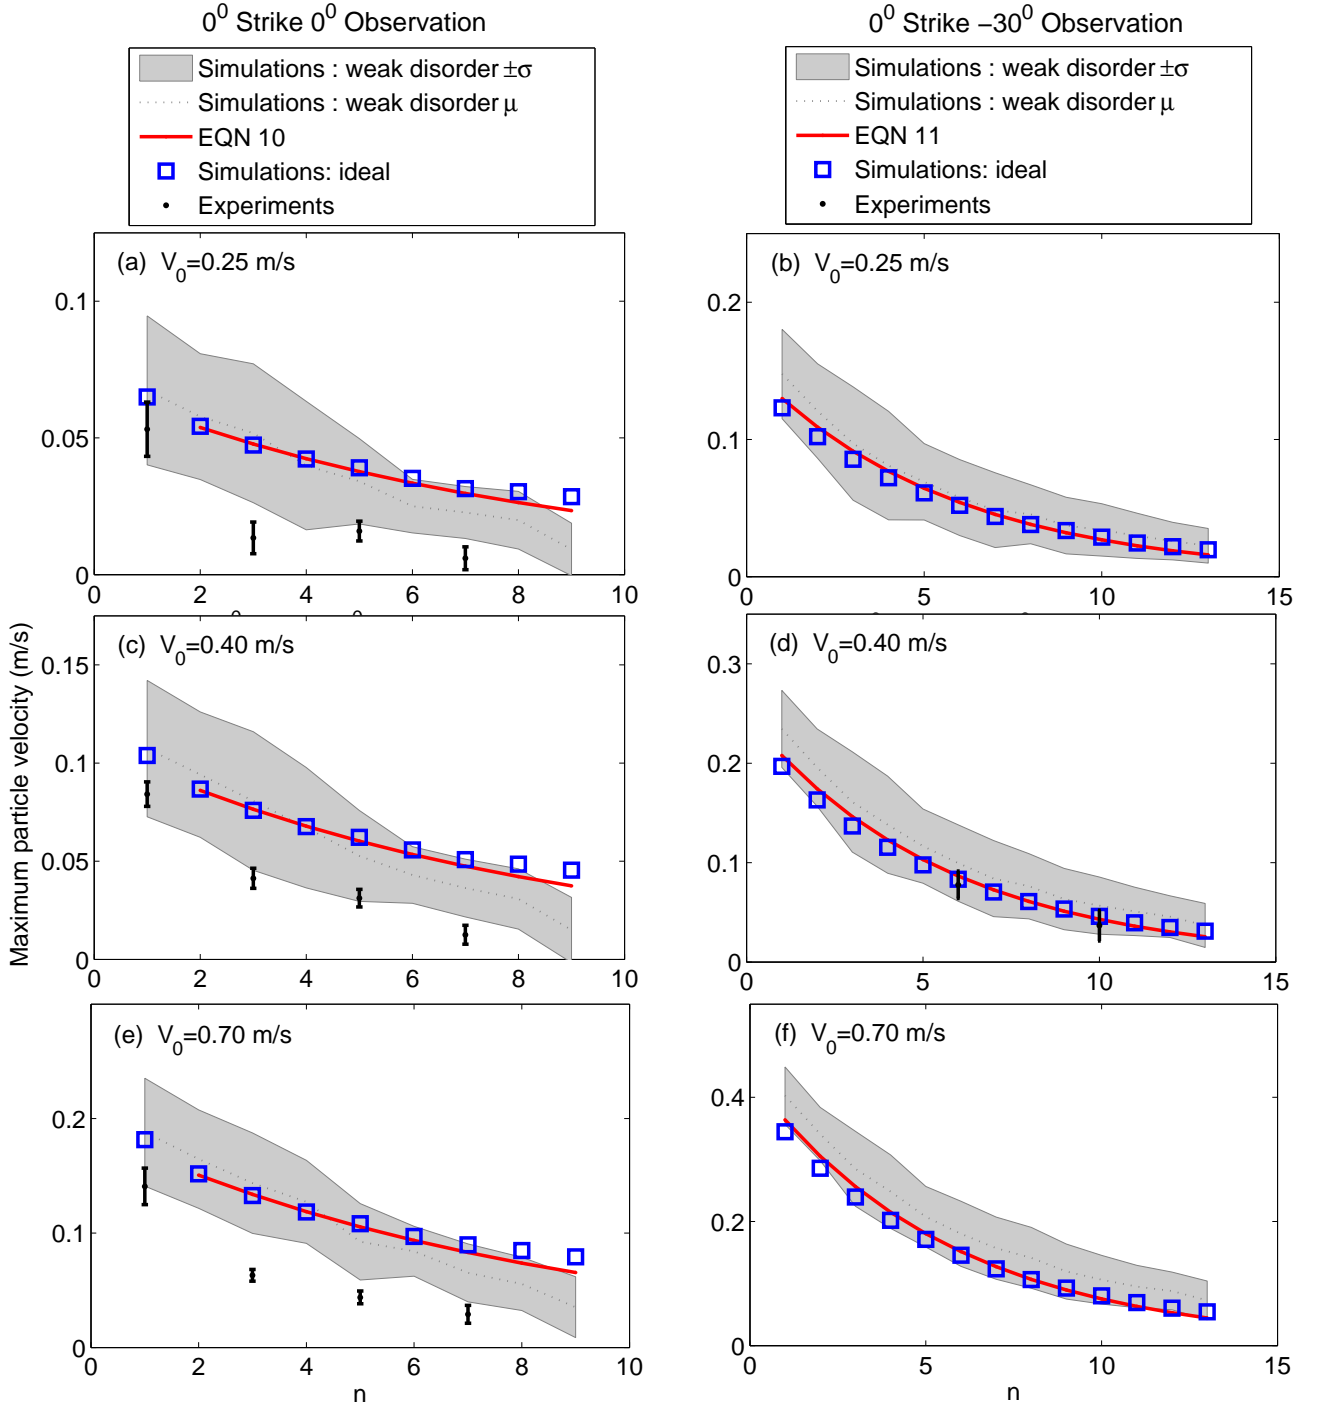 0⁰ Strike 0⁰ Observation
Simulations : weak disorder ±σ
Simulations : weak disorder μ
EQN 10
Simulations: ideal
Experiments
0⁰ Strike −30⁰ Observation
Simulations : weak disorder ±σ
Simulations : weak disorder μ
EQN 11
Simulations: ideal
Experiments
Maximum particle velocity (m/s)
(a) V₀=0.25 m/s
0.1
0.05
0
0 2 4 6 8 10
(b) V₀=0.25 m/s
0.2
0.1
0
0 5 10 15
(c) V₀=0.40 m/s
0.15
0.1
0.05
0
0 2 4 6 8 10
(d) V₀=0.40 m/s
0.3
0.2
0.1
0
0 5 10 15
(e) V₀=0.70 m/s
0.2
0.1
0
0 2 4 6 8 10
n
(f) V₀=0.70 m/s
0.4
0.2
0
0 5 10 15
n